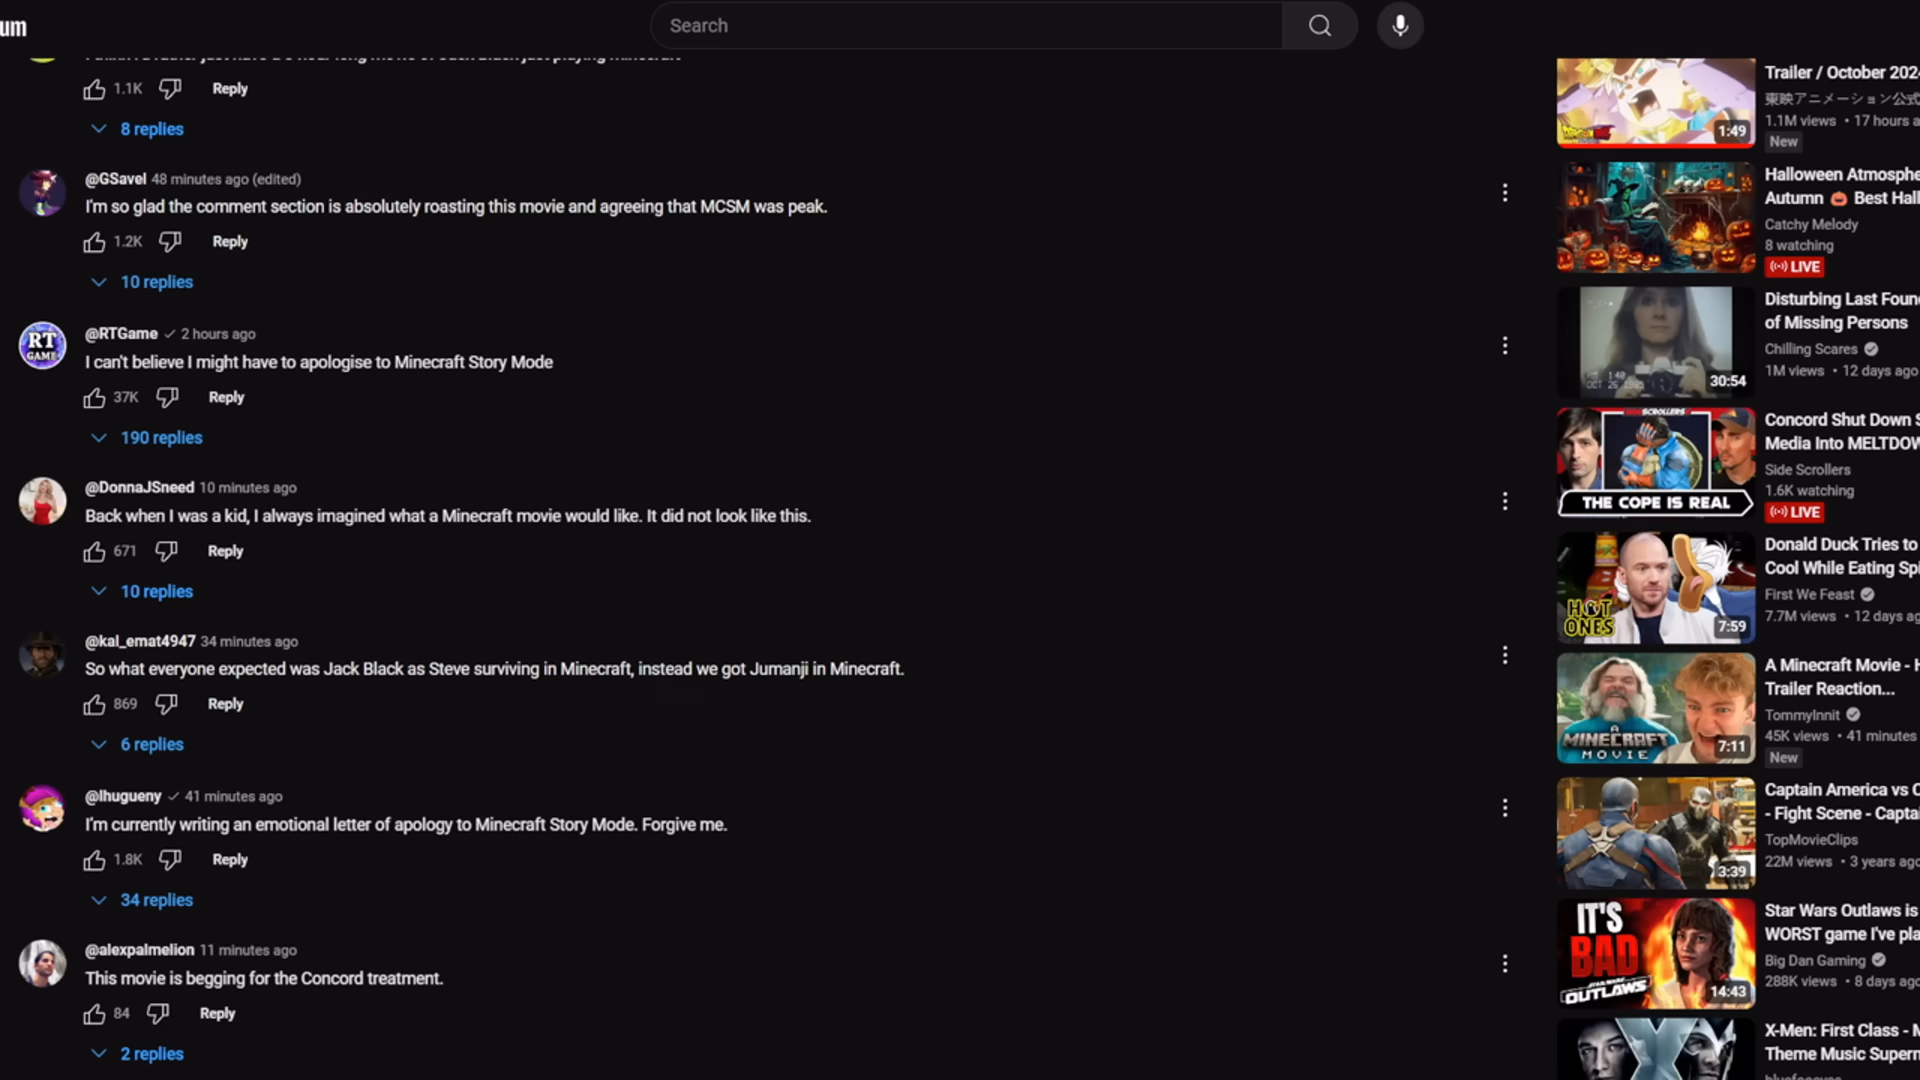 um
Search
1.1K Reply
8 replies
@GSavel 48 minutes ago (edited)
I'm so glad the comment section is absolutely roasting this movie and agreeing that MCSM was peak.
1.2K Reply
10 replies
RT
GAME
@RTGame 2 hours ago
I can't believe I might have to apologise to Minecraft Story Mode
37K Reply
190 replies
@DonnaJSneed 10 minutes ago
Back when I was a kid, I always imagined what a Minecraft movie would like. It did not look like this.
671 Reply
10 replies
@kal_emat4947 34 minutes ago
So what everyone expected was Jack Black as Steve surviving in Minecraft, instead we got Jumanji in Minecraft.
869 Reply
6 replies
@lhugueny 41 minutes ago
I'm currently writing an emotional letter of apology to Minecraft Story Mode. Forgive me.
1.8K Reply
34 replies
@alexpalmelion 11 minutes ago
This movie is begging for the Concord treatment.
84 Reply
2 replies
1:49
Trailer / October 2024
東映アニメーション公式
1.1M views • 17 hours a
New
Halloween Atmosphe
Autumn 🎃 Best Hall
Catchy Melody
8 watching
LIVE
30:54
Disturbing Last Foun
of Missing Persons
Chilling Scares
1M views • 12 days ago
SCROLLERS
THE COPE IS REAL
Concord Shut Down S
Media Into MELTDOW
Side Scrollers
1.6K watching
LIVE
HOT
ONES
7:59
Donald Duck Tries to
Cool While Eating Spi
First We Feast
7.7M views • 12 days ag
A
MINECRAFT
MOVIE
7:11
A Minecraft Movie - H
Trailer Reaction...
TommyInnit
45K views • 41 minutes
New
3:39
Captain America vs C
- Fight Scene - Captai
TopMovieClips
22M views • 3 years ago
IT'S
BAD
STAR WARS
OUTLAWS
14:43
Star Wars Outlaws is
WORST game I've pla
Big Dan Gaming
288K views • 8 days ago
X-Men: First Class - M
Theme Music Supern